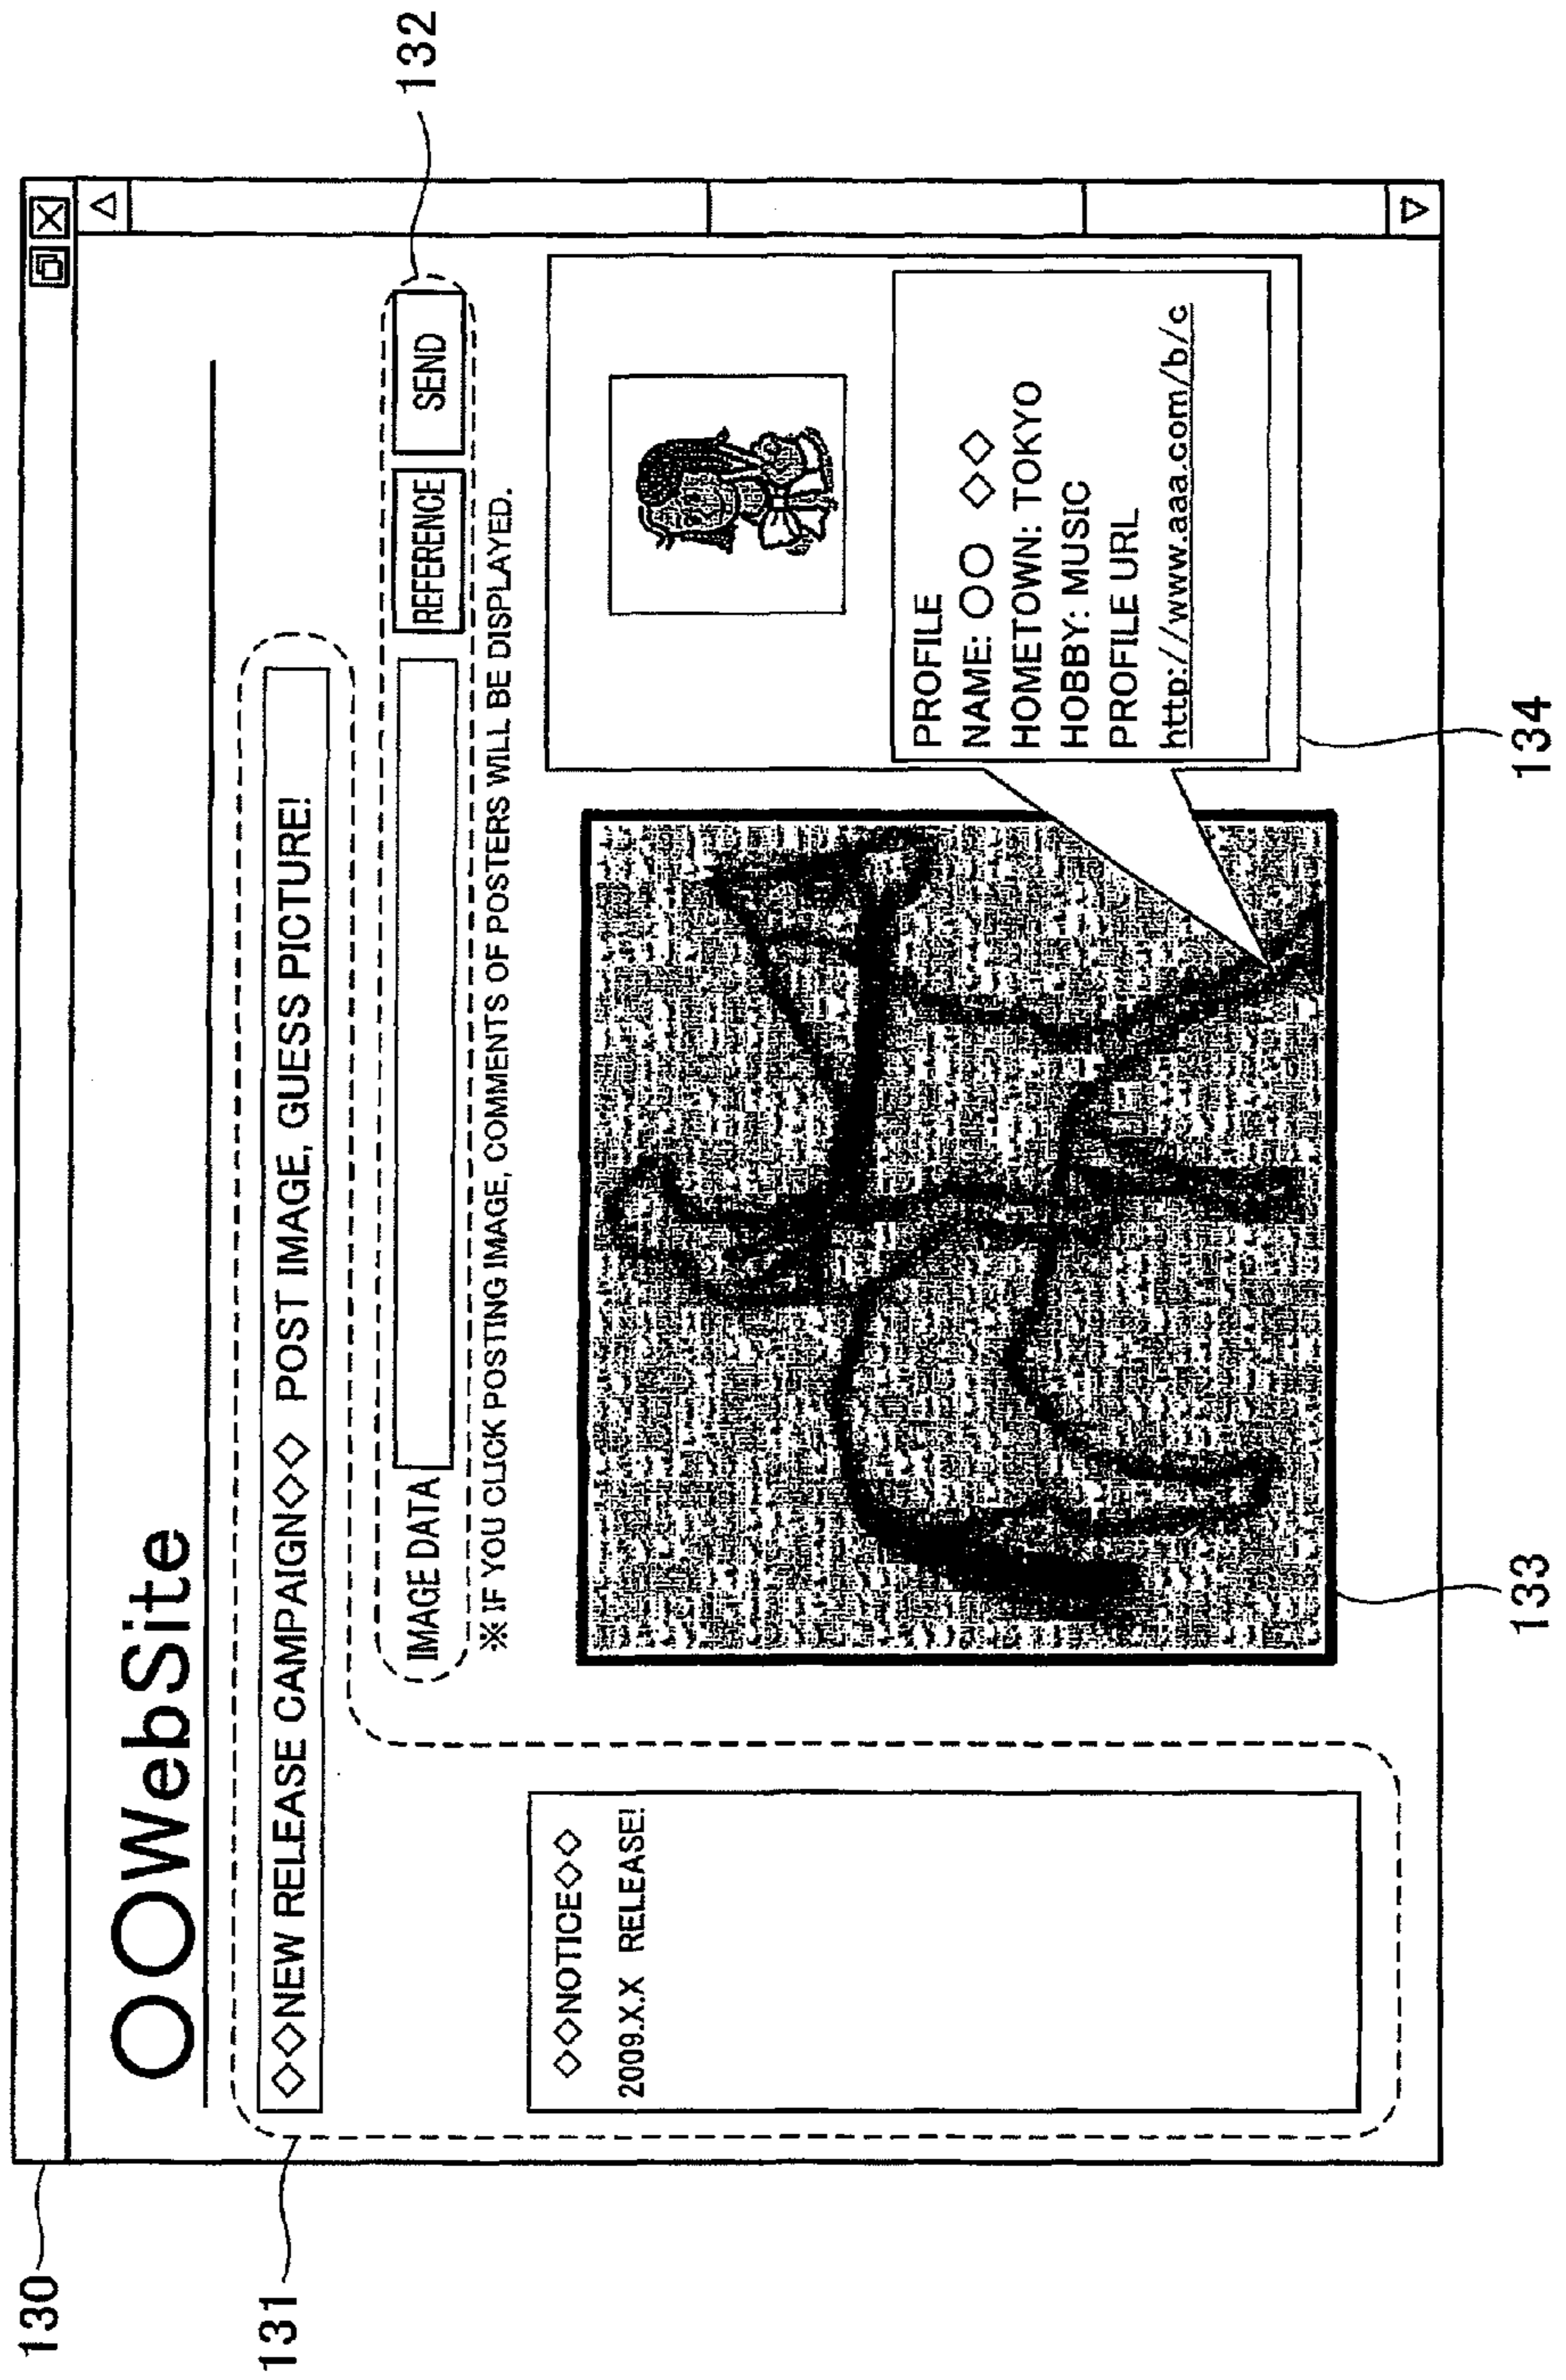 130
○○WebSite
131
◇◇NEW RELEASE CAMPAIGN◇◇ POST IMAGE, GUESS PICTURE!
IMAGE DATA REFERENCE SEND
132
※ IF YOU CLICK POSTING IMAGE, COMMENTS OF POSTERS WILL BE DISPLAYED.
◇◇NOTICE◇◇
2009.X.X RELEASE!
PROFILE
NAME: ○○ ◇◇
HOMETOWN: TOKYO
HOBBY: MUSIC
PROFILE URL
http://www.aaa.com/b/c
133
134